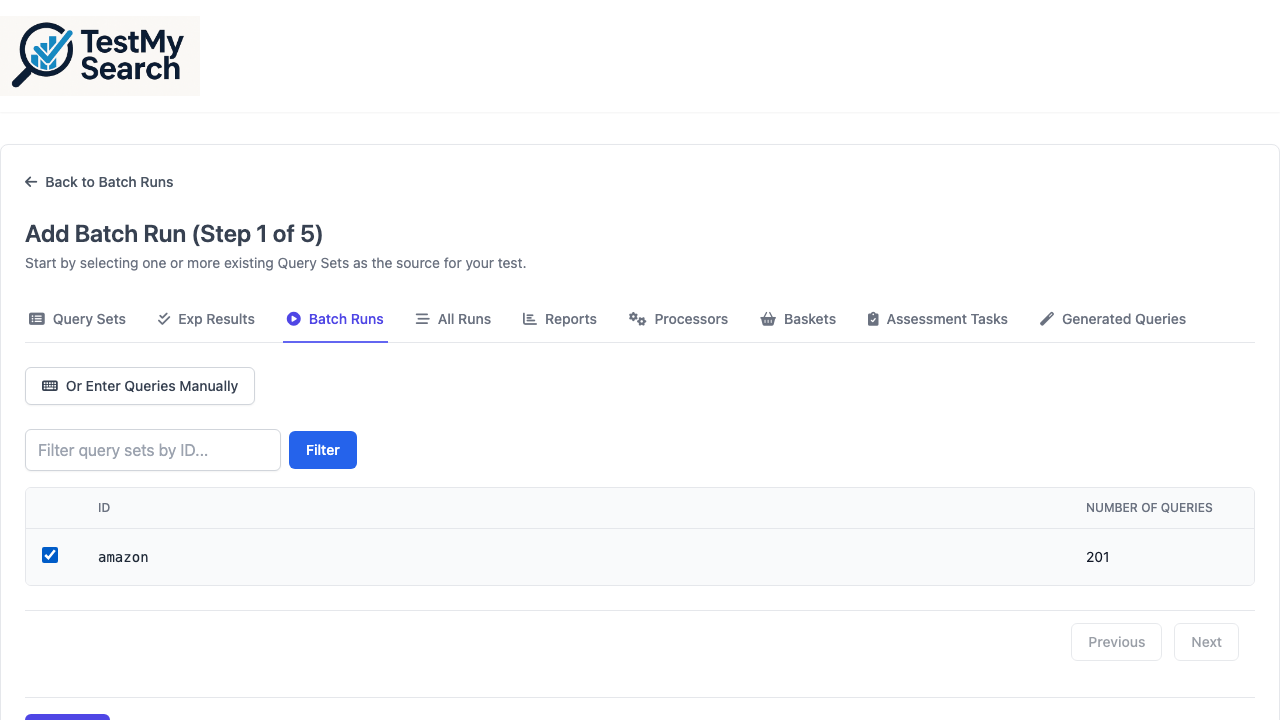 TestMy
Search
Back to Batch Runs
Add Batch Run (Step 1 of 5)
Start by selecting one or more existing Query Sets as the source for your test.
Query Sets Exp Results Batch Runs All Runs Reports Processors Baskets Assessment Tasks Generated Queries
Or Enter Queries Manually
Filter query sets by ID... Filter
ID NUMBER OF QUERIES
amazon 201
Previous Next